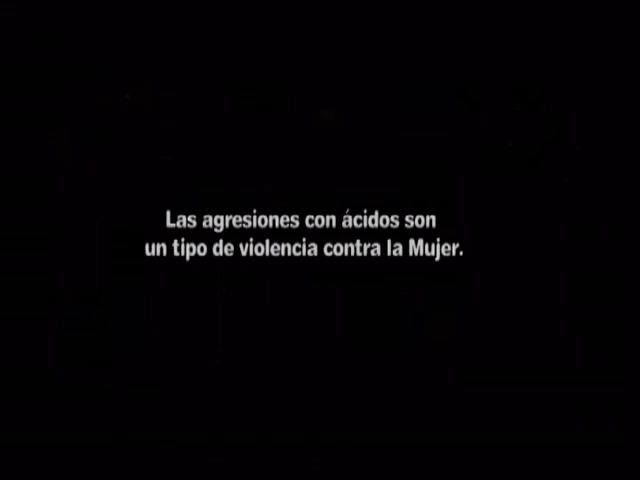 Las agresiones con ácidos son
un tipo de violencia contra la Mujer.